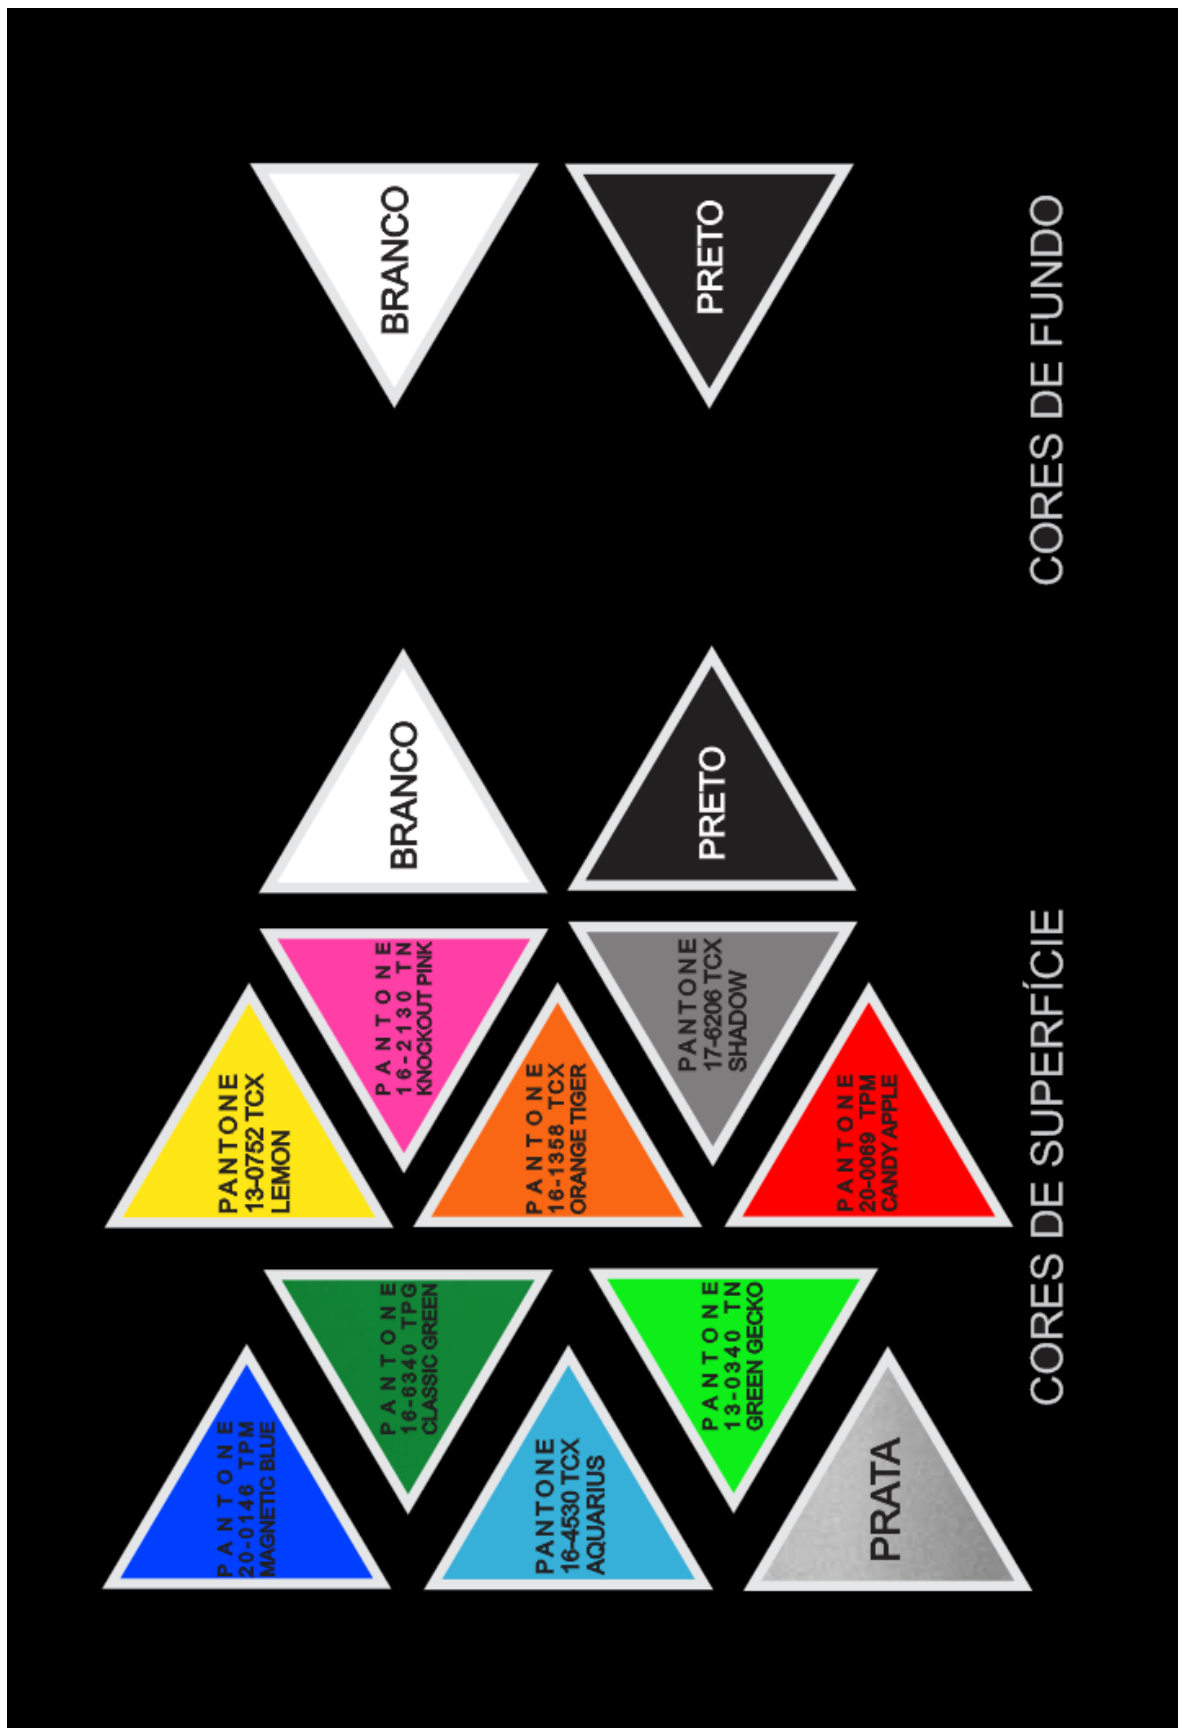 PANTONE
20-0146 TPM
MAGNETIC BLUE
PANTONE
13-0752 TCX
LEMON
PANTONE
16-6340 TPG
CLASSIC GREEN
PANTONE
16-2130 TN
KNOCKOUT PINK
BRANCO
BRANCO
PANTONE
16-4530 TCX
AQUARIUS
PANTONE
16-1358 TCX
ORANGE TIGER
PANTONE
13-0340 TN
GREEN GECKO
PANTONE
17-6206 TCX
SHADOW
PRETO
PRETO
PRATA
PANTONE
20-0069 TPM
CANDY APPLE
CORES DE SUPERFÍCIE
CORES DE FUNDO